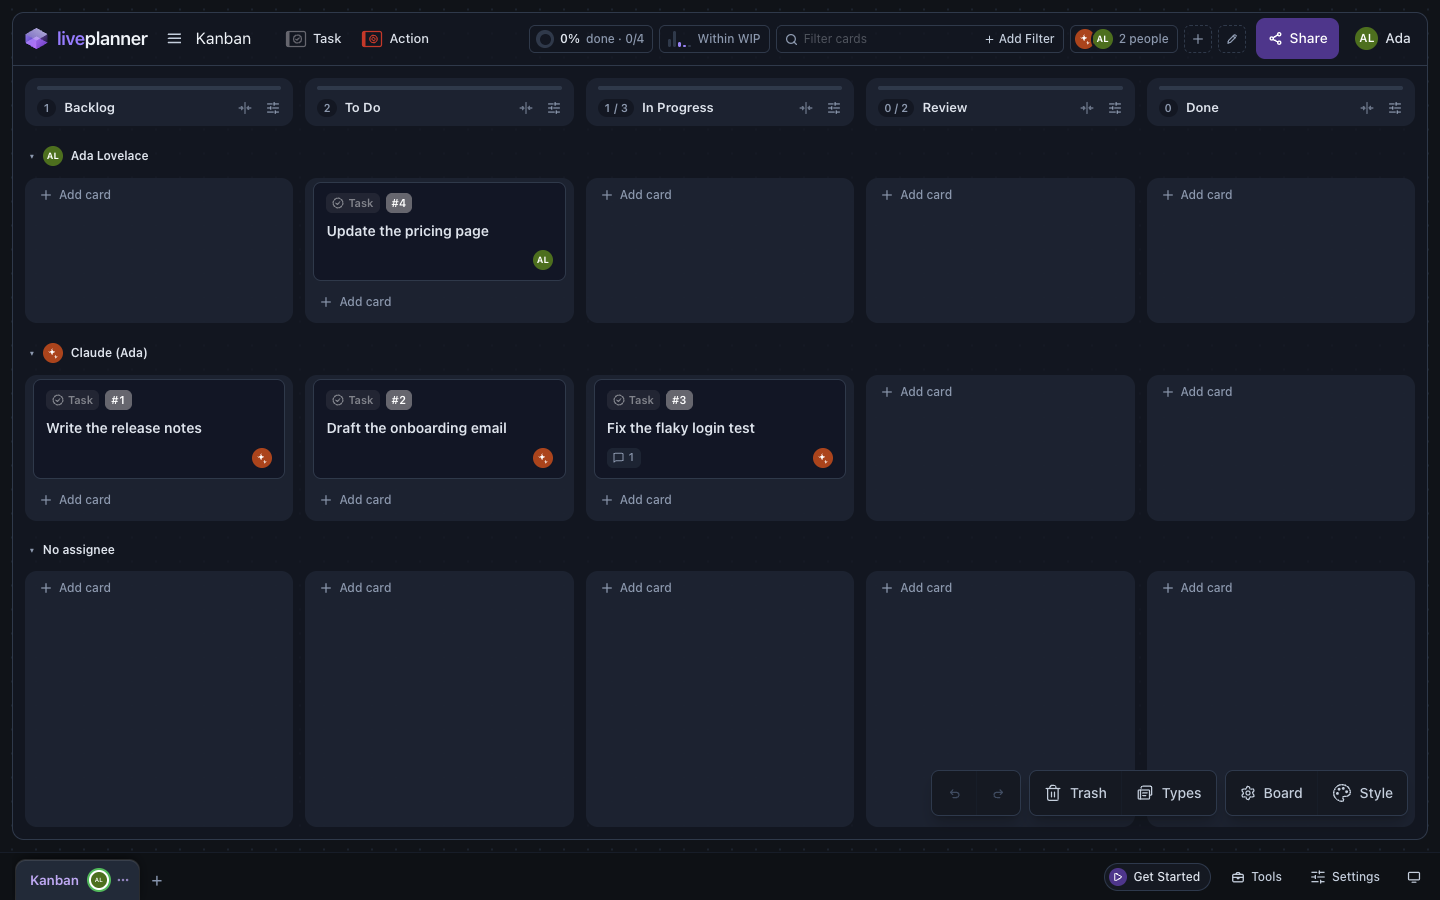 liveplanner Kanban Task Action 0% done · 0/4 Within WIP Filter cards + Add Filter AL 2 people + Share AL Ada
1 Backlog 2 To Do 1 / 3 In Progress 0 / 2 Review 0 Done
AL Ada Lovelace
+ Add card
Task #4
Update the pricing page
AL
+ Add card
+ Add card
+ Add card
+ Add card
Claude (Ada)
Task #1
Write the release notes
+ Add card
Task #2
Draft the onboarding email
+ Add card
Task #3
Fix the flaky login test
1
+ Add card
+ Add card
+ Add card
No assignee
+ Add card + Add card + Add card + Add card + Add card
Trash Types Board Style
Kanban AL ··· + Get Started Tools Settings